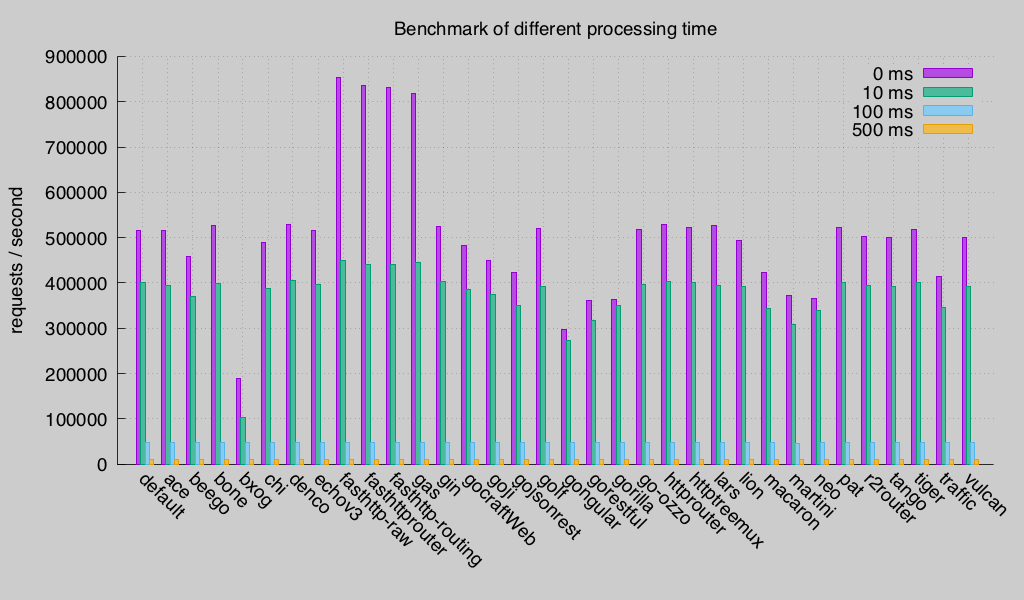 Benchmark of different processing time
900000
800000
700000
600000
500000
400000
300000
200000
100000
0
requests / second
0 ms
10 ms
100 ms
500 ms
default
ace
beego
bone
bxog
chi
denco
echov3
fasthttp-raw
fasthttprouter
fasthttp-routing
gas
gin
gocraftWeb
goji
gojsonrest
golf
gongular
gorestful
gorilla
go-ozzo
httprouter
httptreemux
lars
lion
macaron
martini
neo
pat
r2router
tango
tiger
traffic
vulcan